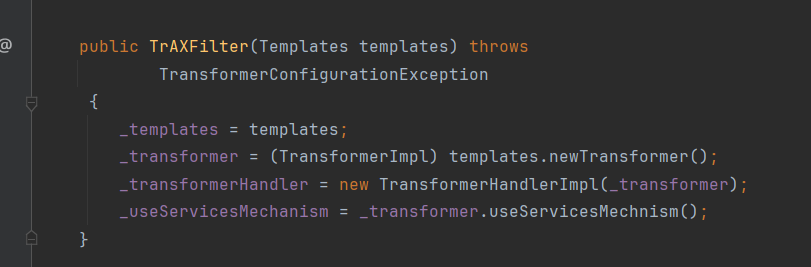 @
public TrAXFilter(Templates templates) throws
TransformerConfigurationException
{
_templates = templates;
_transformer = (TransformerImpl) templates.newTransformer();
_transformerHandler = new TransformerHandlerImpl(_transformer);
_useServicesMechanism = _transformer.useServicesMechnism();
}